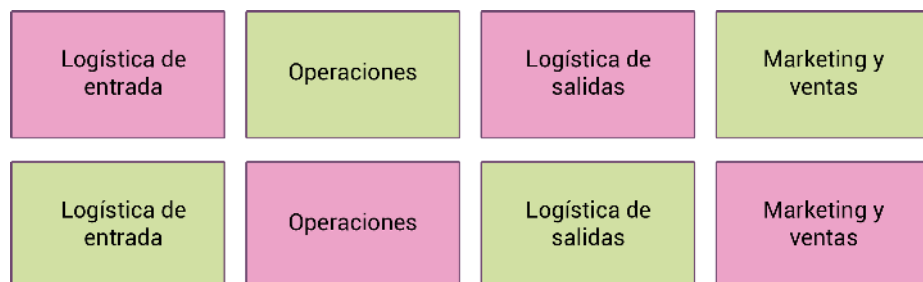 Logística de
entrada
Operaciones
Logística de
salidas
Marketing y
ventas
Logística de
entrada
Operaciones
Logística de
salidas
Marketing y
ventas